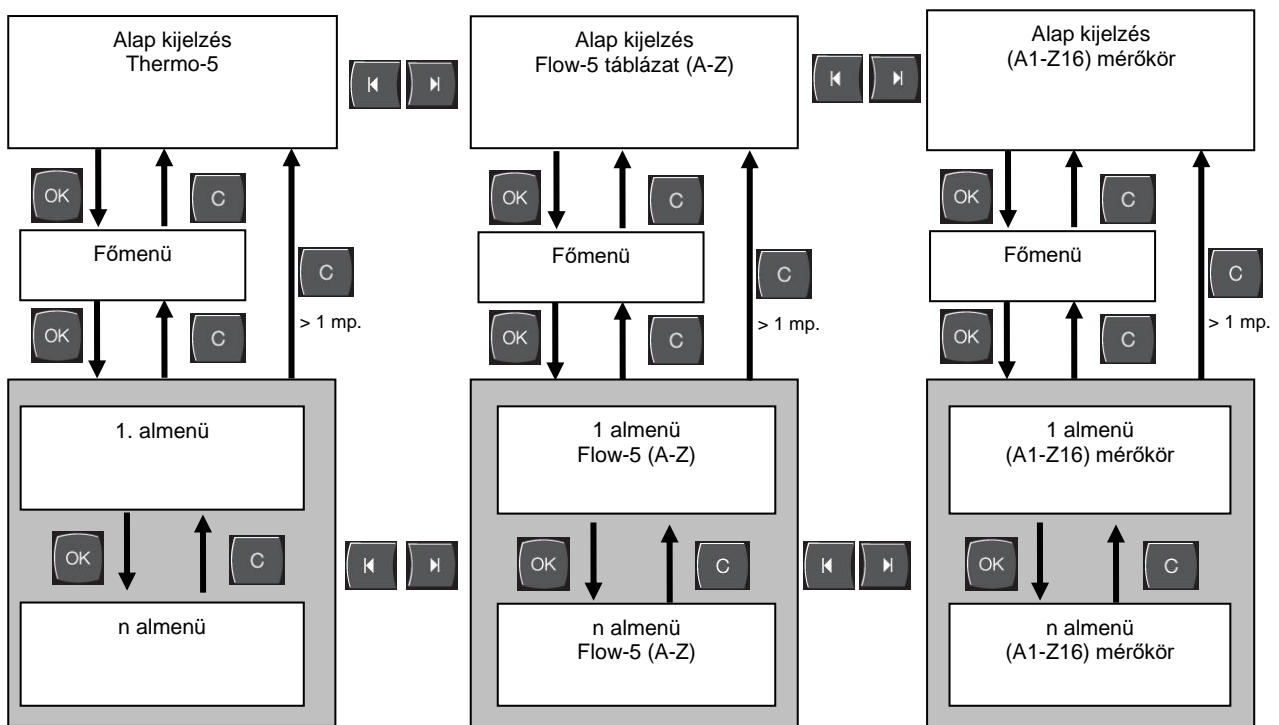 Alap kijelzés
Thermo-5
Alap kijelzés
Flow-5 táblázat (A-Z)
Alap kijelzés
(A1-Z16) mérőkör
OK
C
OK
C
OK
C
Főmenü
Főmenü
Főmenü
C
C
C
OK
C
> 1 mp.
OK
C
> 1 mp.
OK
C
> 1 mp.
1. almenü
1 almenü
Flow-5 (A-Z)
1 almenü
(A1-Z16) mérőkör
OK
C
OK
C
OK
C
n almenü
n almenü
Flow-5 (A-Z)
n almenü
(A1-Z16) mérőkör